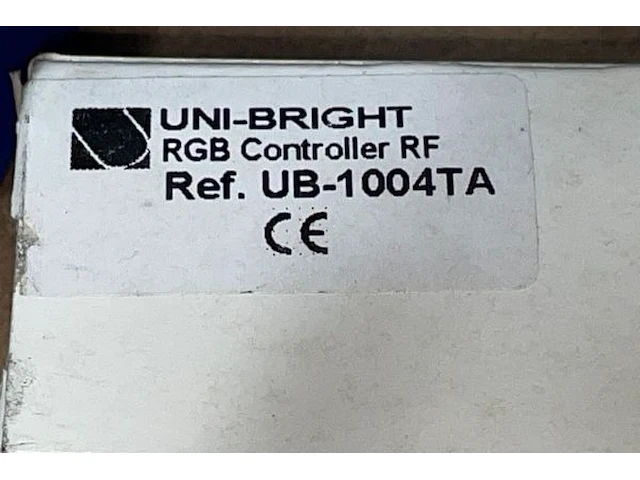 UNI-BRIGHT
RGB Controller RF
Ref. UB-1004TA
CE